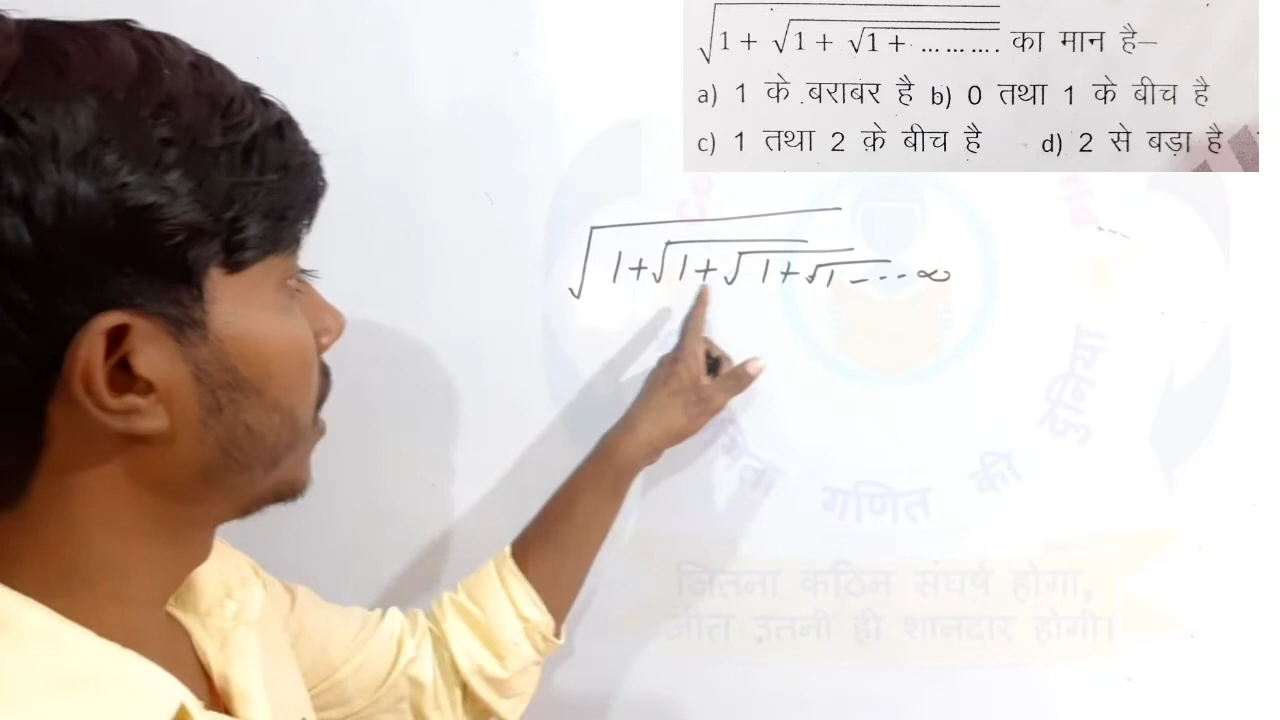 √1 + √1 + √1 + ......... का मान है–
a) 1 के बराबर है b) 0 तथा 1 के बीच है
c) 1 तथा 2 के बीच है d) 2 से बड़ा है
√1+√1+√1+√1 - - - ∞
गणित की दुनिया
जितना कठिन संघर्ष होगा,
जीत उतनी ही शानदार होगी।